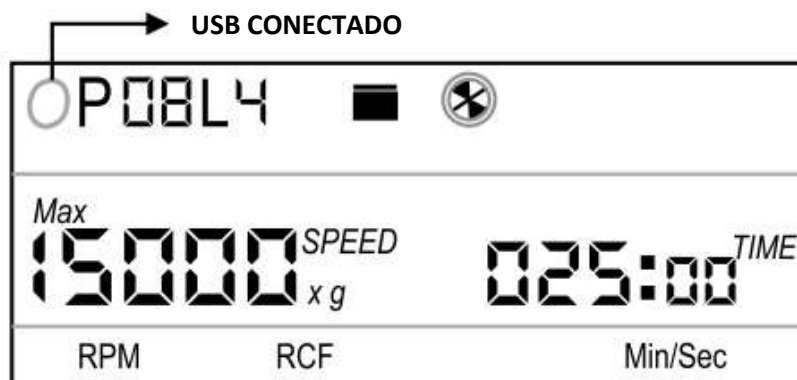 USB CONECTADO
P08L4
Max
15000 SPEED
x g
025:00 TIME
RPM RCF Min/Sec